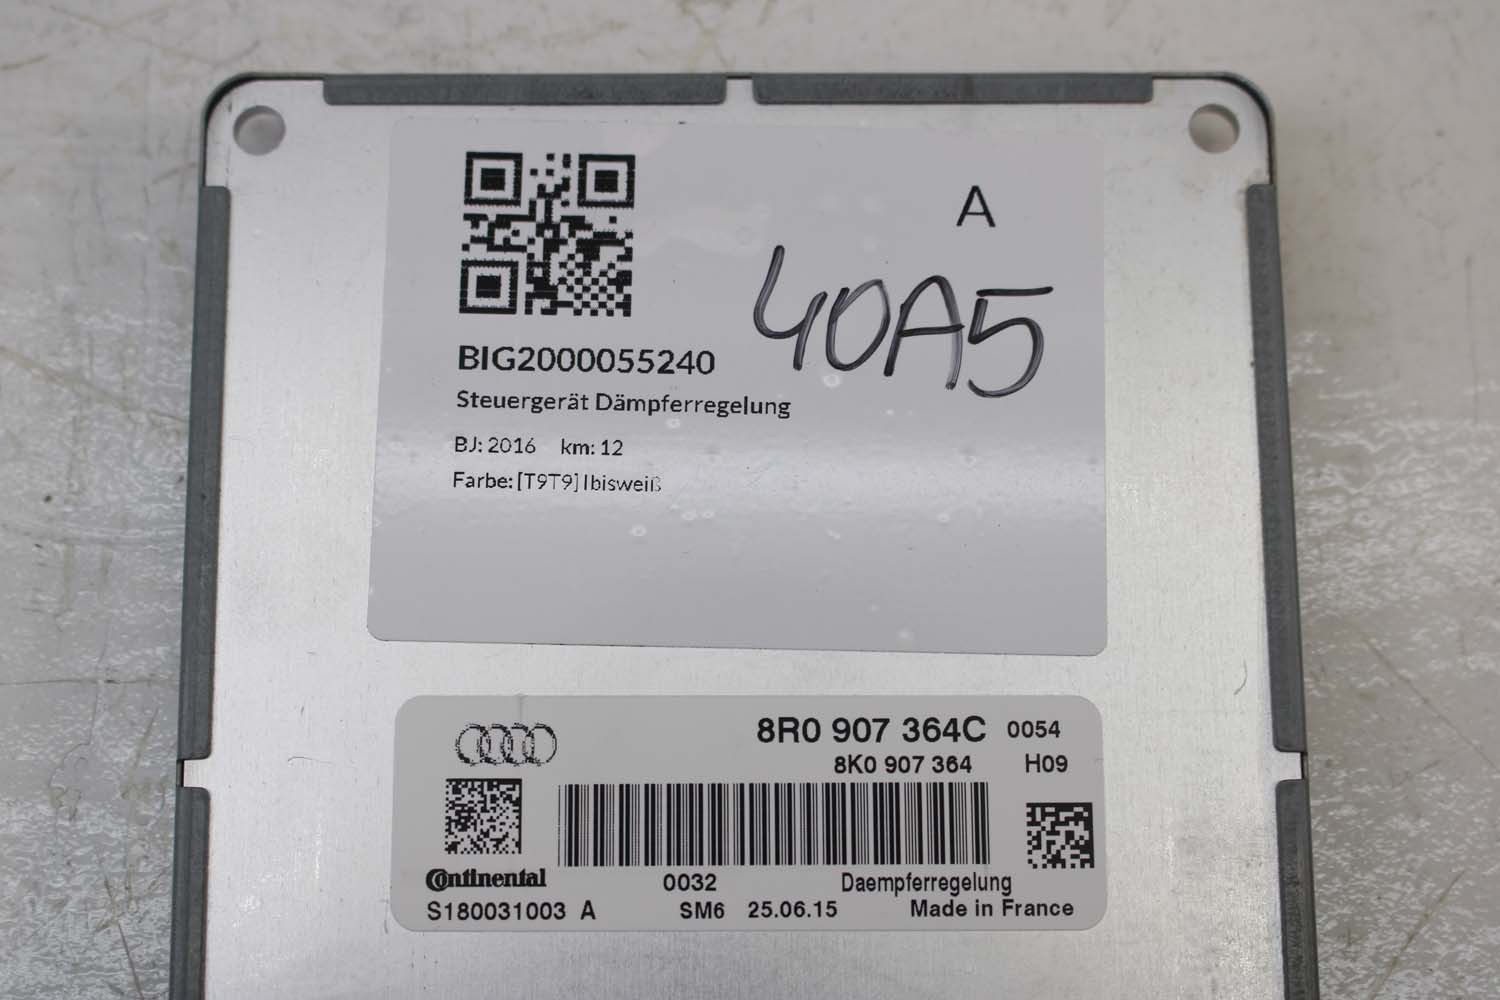 A
40A5
BIG2000055240
Steuergerät Dämpferregelung
BJ: 2016 km: 12
Farbe: [T9T9] Ibisweiß
8R0 907 364C 0054
8K0 907 364 H09
Continental 0032 Daempferregelung
S180031003 A SM6 25.06.15 Made in France